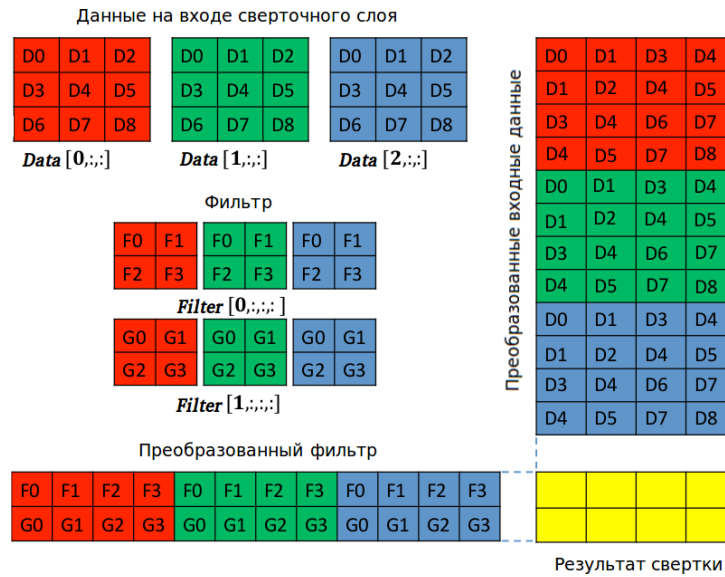 Данные на входе сверточного слоя
D0 D1 D2 D0 D1 D2 D0 D1 D2
D3 D4 D5 D3 D4 D5 D3 D4 D5
D6 D7 D8 D6 D7 D8 D6 D7 D8
Data [0,:,:] Data [1,:,:] Data [2,:,:]
Фильтр
F0 F1 F0 F1 F0 F1
F2 F3 F2 F3 F2 F3
Filter [0,:,:,: ]
G0 G1 G0 G1 G0 G1
G2 G3 G2 G3 G2 G3
Filter [1,:,:,:]
Преобразованные входные данные
D0 D1 D3 D4
D1 D2 D4 D5
D3 D4 D6 D7
D4 D5 D7 D8
D0 D1 D3 D4
D1 D2 D4 D5
D3 D4 D6 D7
D4 D5 D7 D8
D0 D1 D3 D4
D1 D2 D4 D5
D3 D4 D6 D7
D4 D5 D7 D8
Преобразованный фильтр
F0 F1 F2 F3 F0 F1 F2 F3 F0 F1 F2 F3
G0 G1 G2 G3 G0 G1 G2 G3 G0 G1 G2 G3
Результат свертки